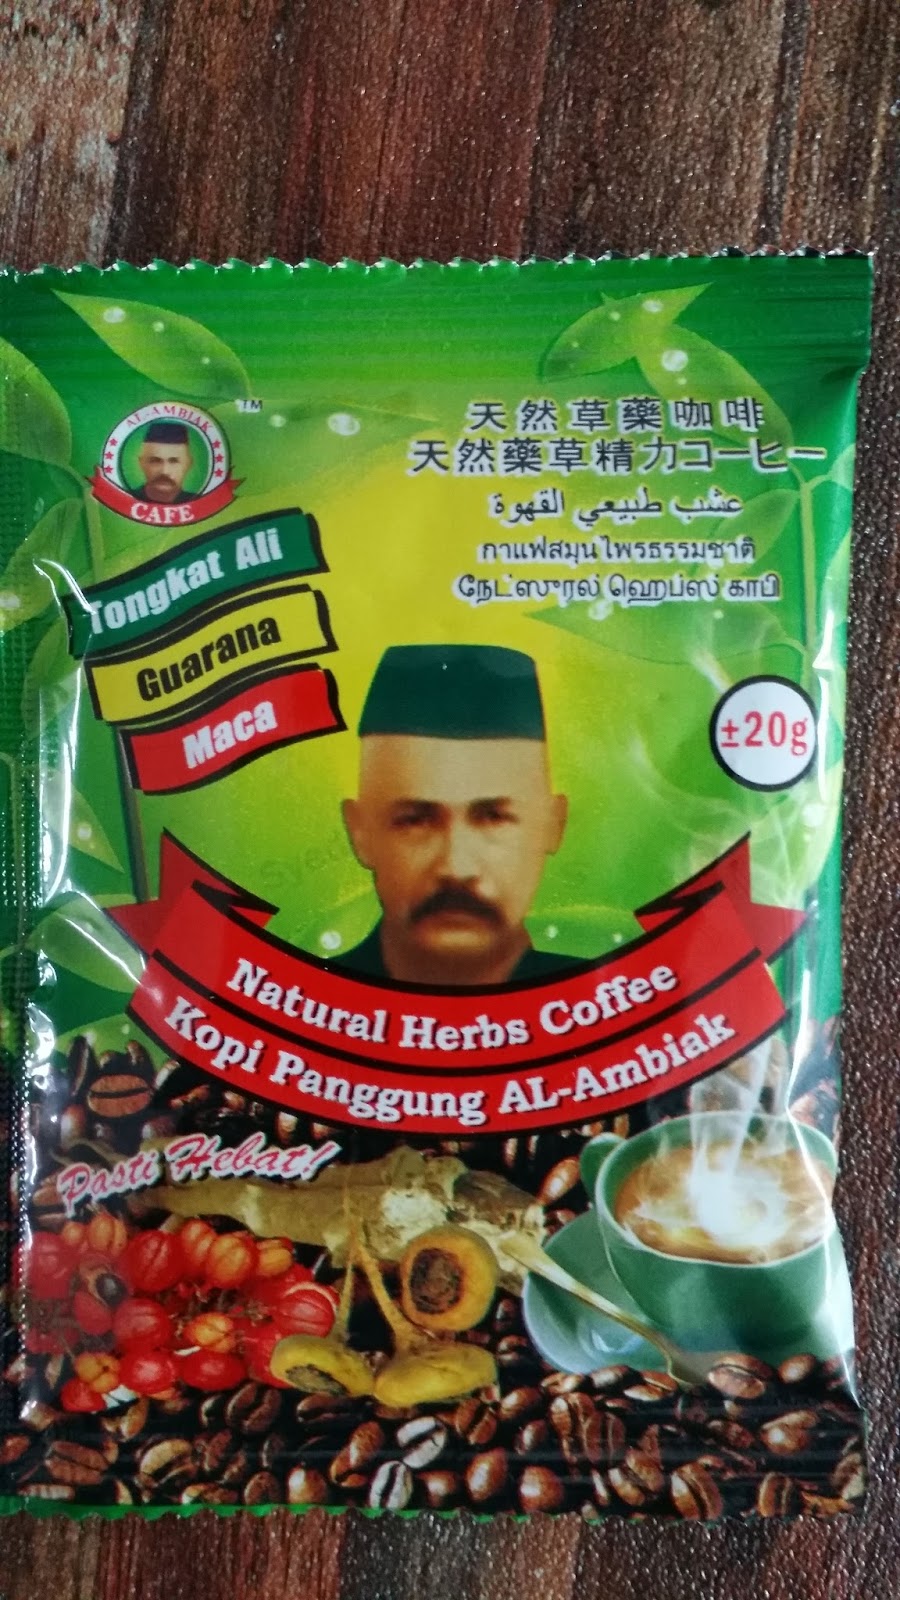 天然草藥咖啡
天然藥草精力コーヒー
عشب طبيعي القهوة
กาแฟสมุนไพรธรรมชาติ
நேட்ஸுரல் ஹெப்ஸ் காபி
AL-AMBIAK
CAFE
TM
Tongkat Ali
Guarana
Maca
±20g
Syed
Natural Herbs Coffee
Kopi Panggung AL-Ambiak
Pasti Hebat!